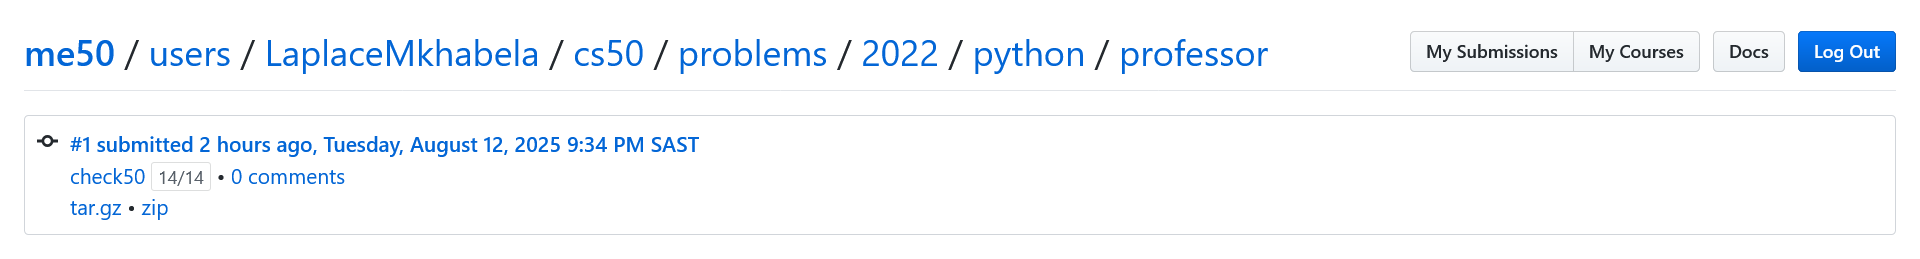 me50 / users / LaplaceMkhabela / cs50 / problems / 2022 / python / professor
My Submissions My Courses Docs Log Out
#1 submitted 2 hours ago, Tuesday, August 12, 2025 9:34 PM SAST
check50 14/14 • 0 comments
tar.gz • zip